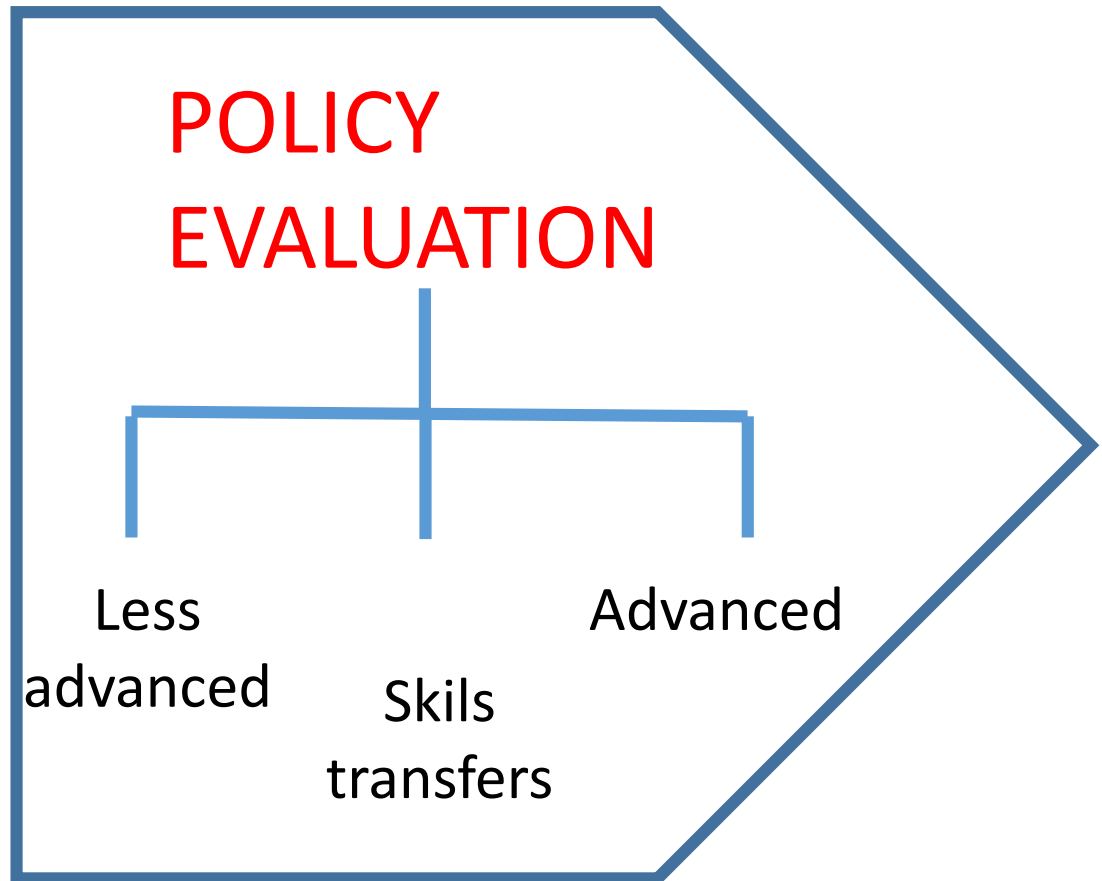 POLICY
EVALUATION
Less
advanced
Skils
transfers
Advanced